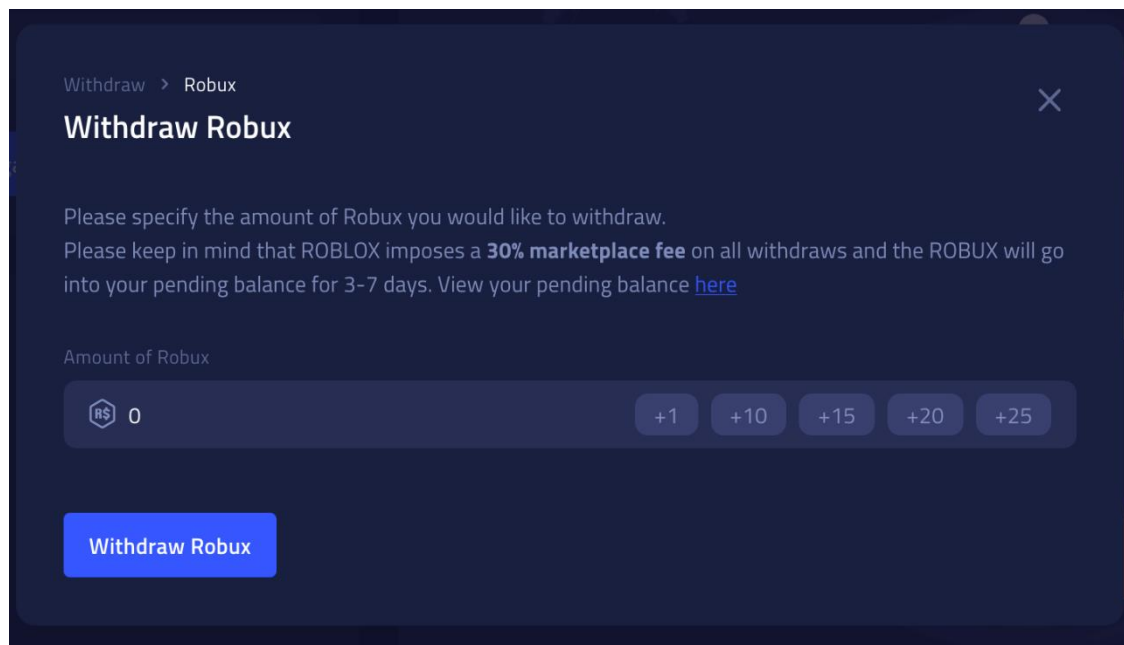 Withdraw > Robux
Withdraw Robux
Please specify the amount of Robux you would like to withdraw.
Please keep in mind that ROBLOX imposes a 30% marketplace fee on all withdraws and the ROBUX will go
into your pending balance for 3-7 days. View your pending balance here
Amount of Robux
R$ 0 +1 +10 +15 +20 +25
Withdraw Robux